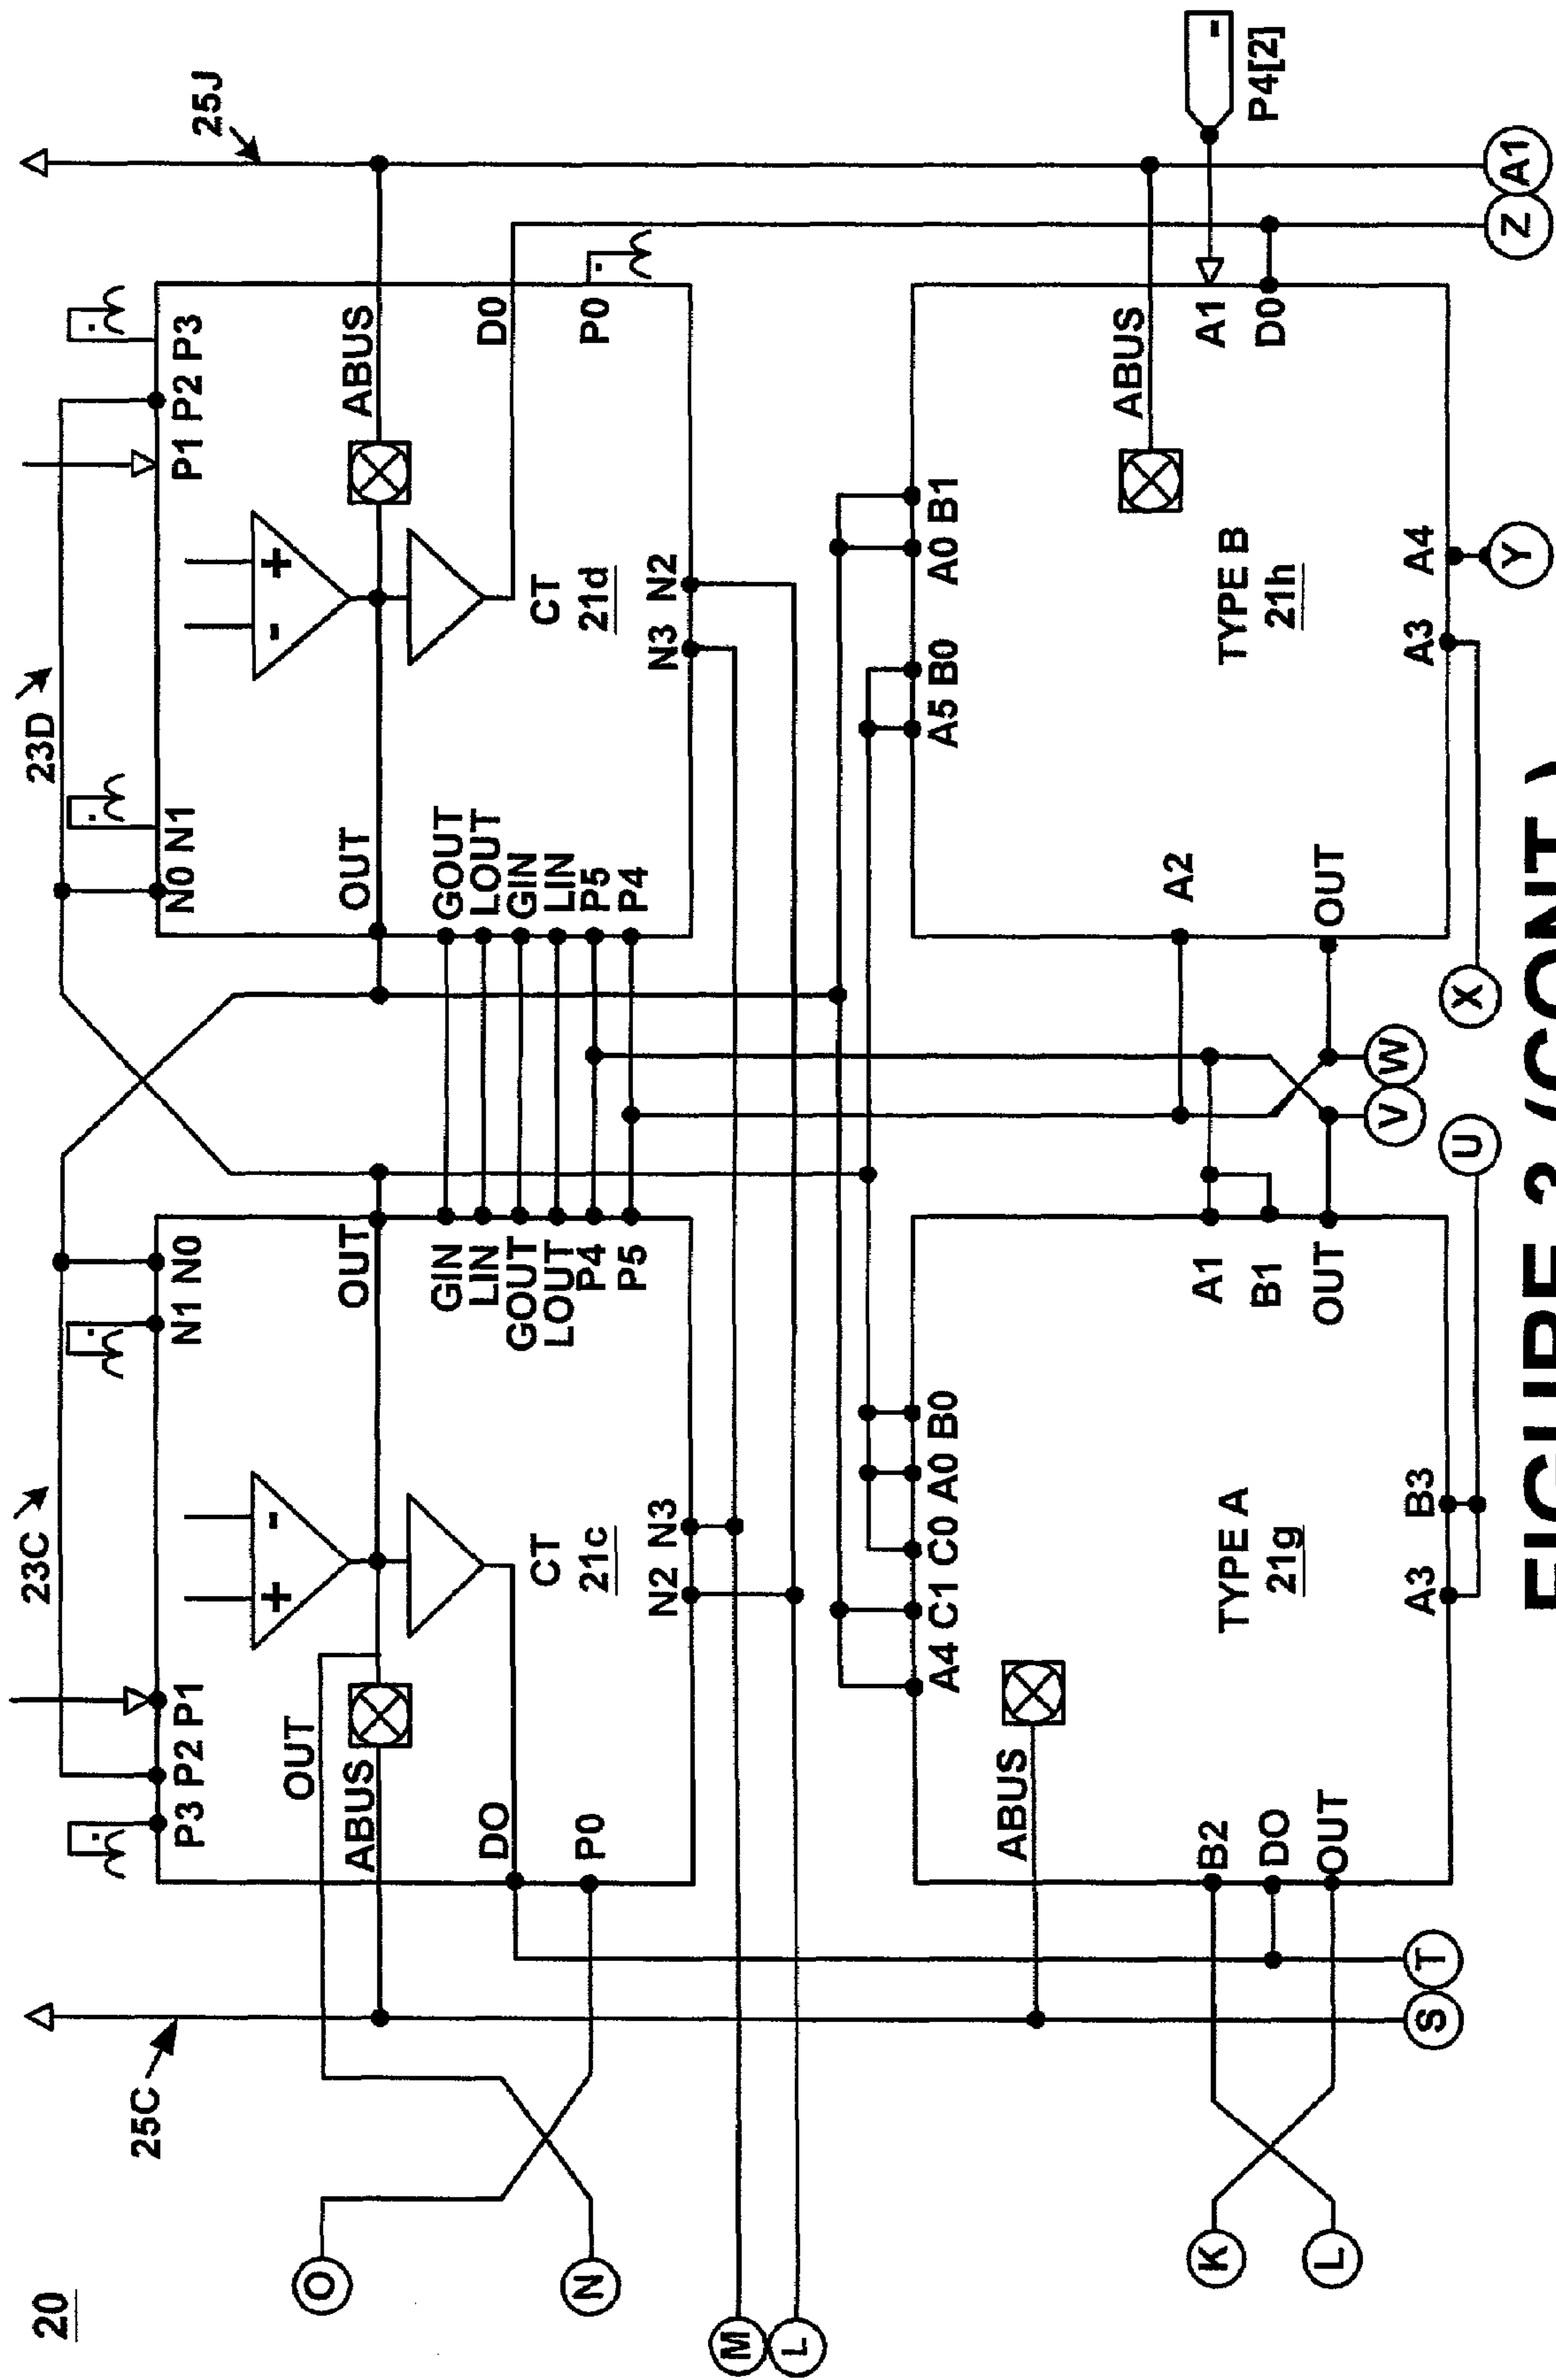 20
23C
23D
25C
25J
P3 P2 P1
N1 N0
N0 N1
P1 P2 P3
+ -
- +
OUT
O
ABUS
OUT
OUT
ABUS
GIN
GOUT
LIN
LOUT
DO
D0
GOUT
GIN
LOUT
LIN
CT
CT
21c
21d
N
P0
P4
P5
P0
P5
P4
N2 N3
N3 N2
M
L
A4 C1 C0 A0 B0
A5 B0
A0 B1
ABUS
ABUS
A2
K
B2
TYPE A
A1
TYPE B
A1
-
21g
B1
21h
DO
D0
P4[2]
L
OUT
OUT
OUT
V
W
A3
B3
A3
A4
S
T
U
X
Y
Z
A1
FIGURE 3 (CONT.)